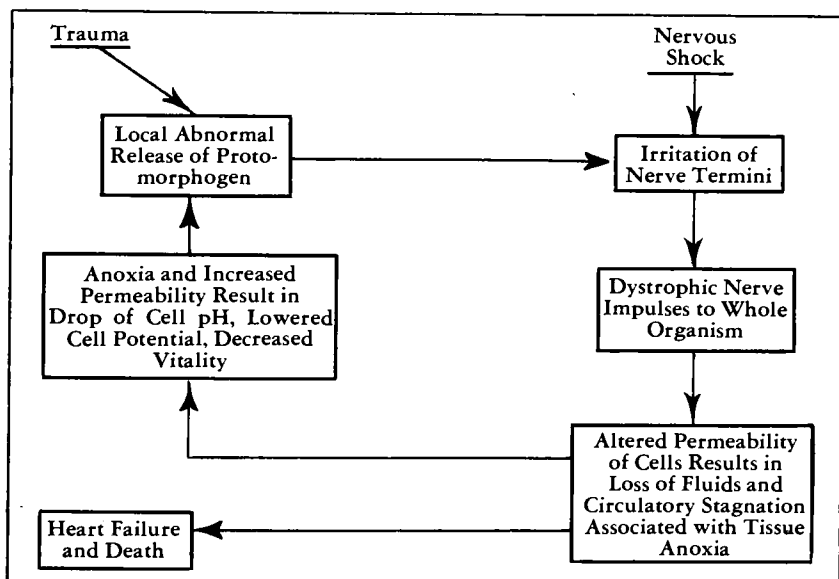 Trauma
Nervous
Shock
Local Abnormal
Release of Proto-
morphogen
Irritation of
Nerve Termini
Anoxia and Increased
Permeability Result in
Drop of Cell pH, Lowered
Cell Potential, Decreased
Vitality
Dystrophic Nerve
Impulses to Whole
Organism
Altered Permeability
of Cells Results in
Loss of Fluids and
Circulatory Stagnation
Associated with Tissue
Anoxia
Heart Failure
and Death